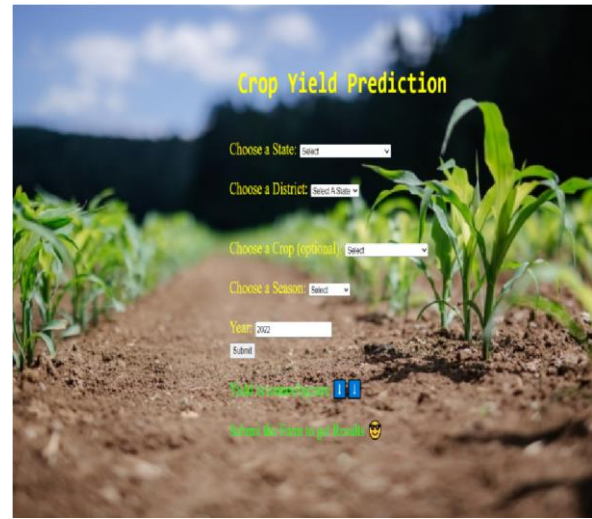 Crop Yield Prediction
Choose a State: Select
Choose a District: Select A State
Choose a Crop (optional): Select
Choose a Season: Select
Year: 2022
Submit
Submit the Form to get Results 😎